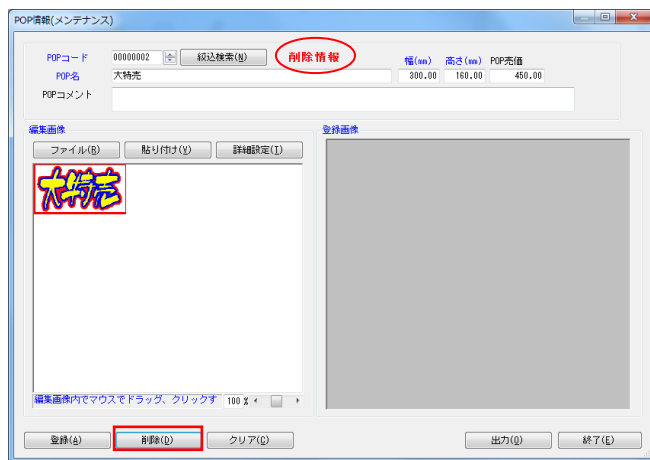 POP情報(メンテナンス)
POPコード 00000002 絞込検索(N) 削除情報 幅(mm) 高さ(mm) POP売価
POP名 大特売 300.00 160.00 450.00
POPコメント
編集画像 登録画像
ファイル(R) 貼り付け(Y) 詳細設定(I)
大特売
編集画像内でマウスでドラッグ、クリックす 100 %
登録(A) 削除(D) クリア(C) 出力(O) 終了(E)